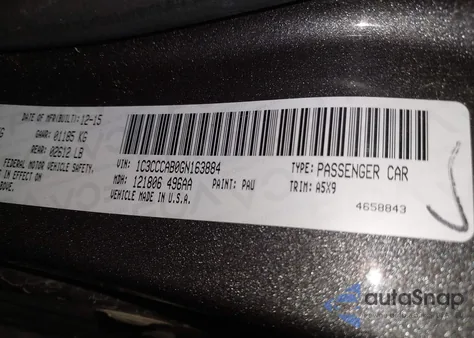 DATE OF MFR(BUILT): 12-15
GAWR: 01185 KG
REAR: 02612 LB
FEDERAL MOTOR VEHICLE SAFETY.
IN EFFECT ON
ABOVE.
VIN: 1C3CCCAB0GN163884
TYPE: PASSENGER CAR
MDH: 121806 496AA PAINT: PAU TRIM: A5X9
VEHICLE MADE IN U.S.A.
4658843
autoSnap